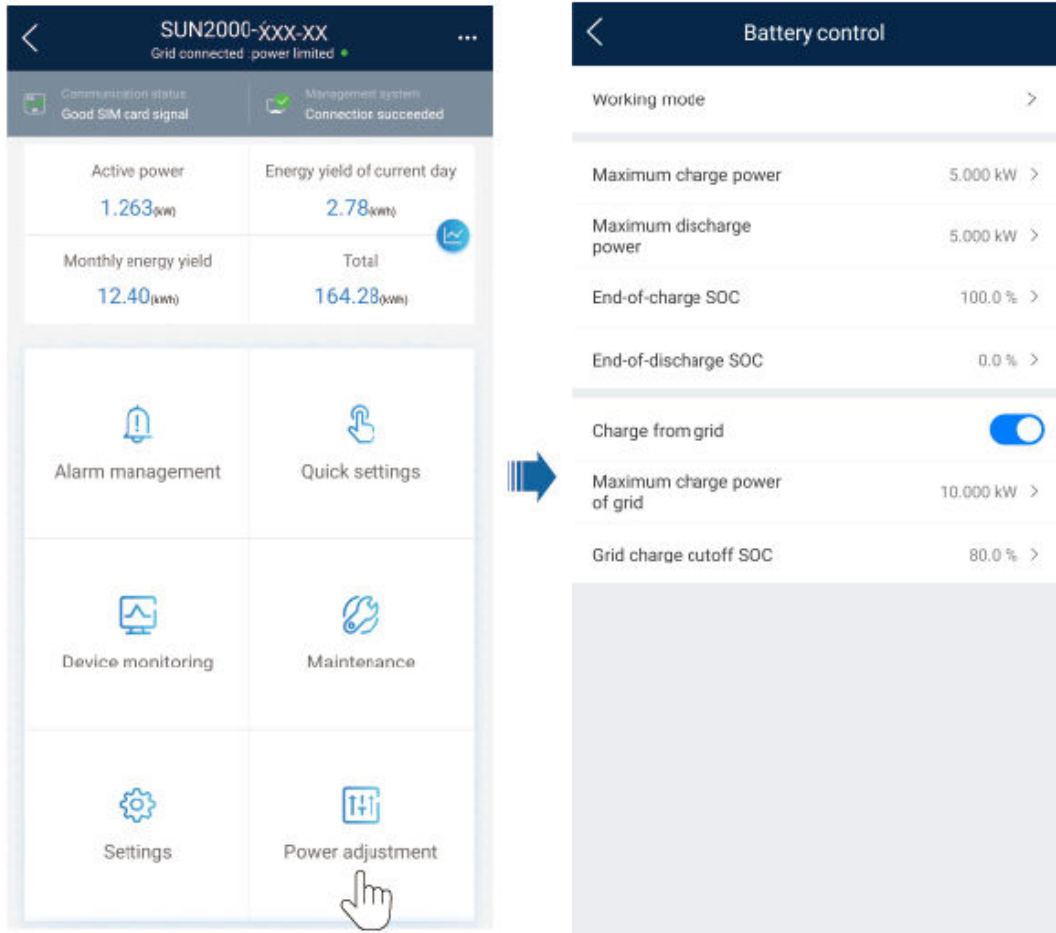 SUN2000-XXX-XX
Grid connected :power limited
Communication status
Good SIM card signal
Management system
Connection succeeded
Active power
1.263(kW)
Energy yield of current day
2.78(kWh)
Monthly energy yield
12.40(kWh)
Total
164.28(kWh)
Alarm management
Quick settings
Device monitoring
Maintenance
Settings
Power adjustment
Battery control
Working mode
Maximum charge power
5.000 kW
Maximum discharge
power
5.000 kW
End-of-charge SOC
100.0 %
End-of-discharge SOC
0.0 %
Charge from grid
Maximum charge power
of grid
10.000 kW
Grid charge cutoff SOC
80.0 %